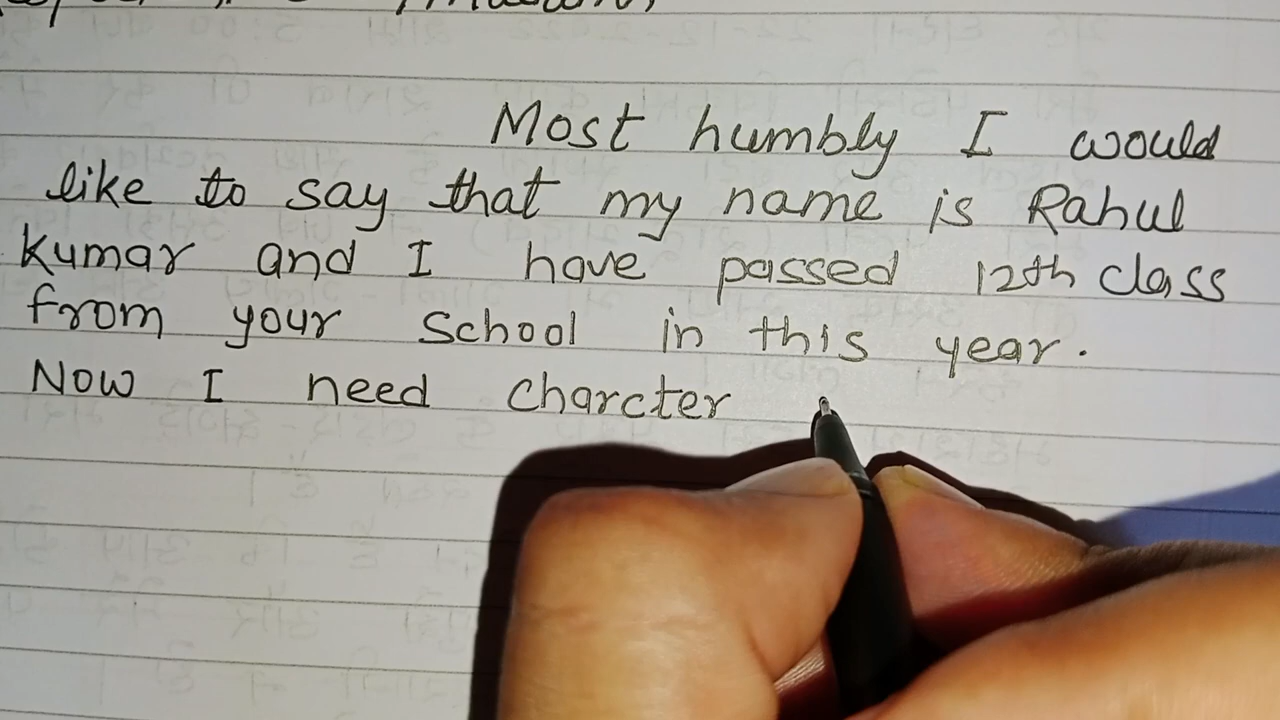 Most humbly I would
like to say that my name is Rahul
Kumar and I have passed 12th class
from your School in this year.
Now I need charcter